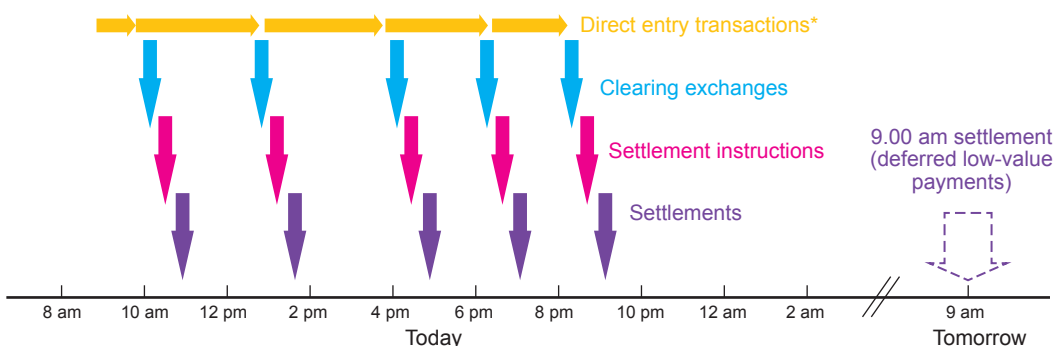 Direct entry transactions*
Clearing exchanges
Settlement instructions
9.00 am settlement
(deferred low-value
payments)
Settlements
8 am 10 am 12 pm 2 pm 4 pm 6 pm 8 pm 10 pm 12 am 2 am 9 am
Today Tomorrow